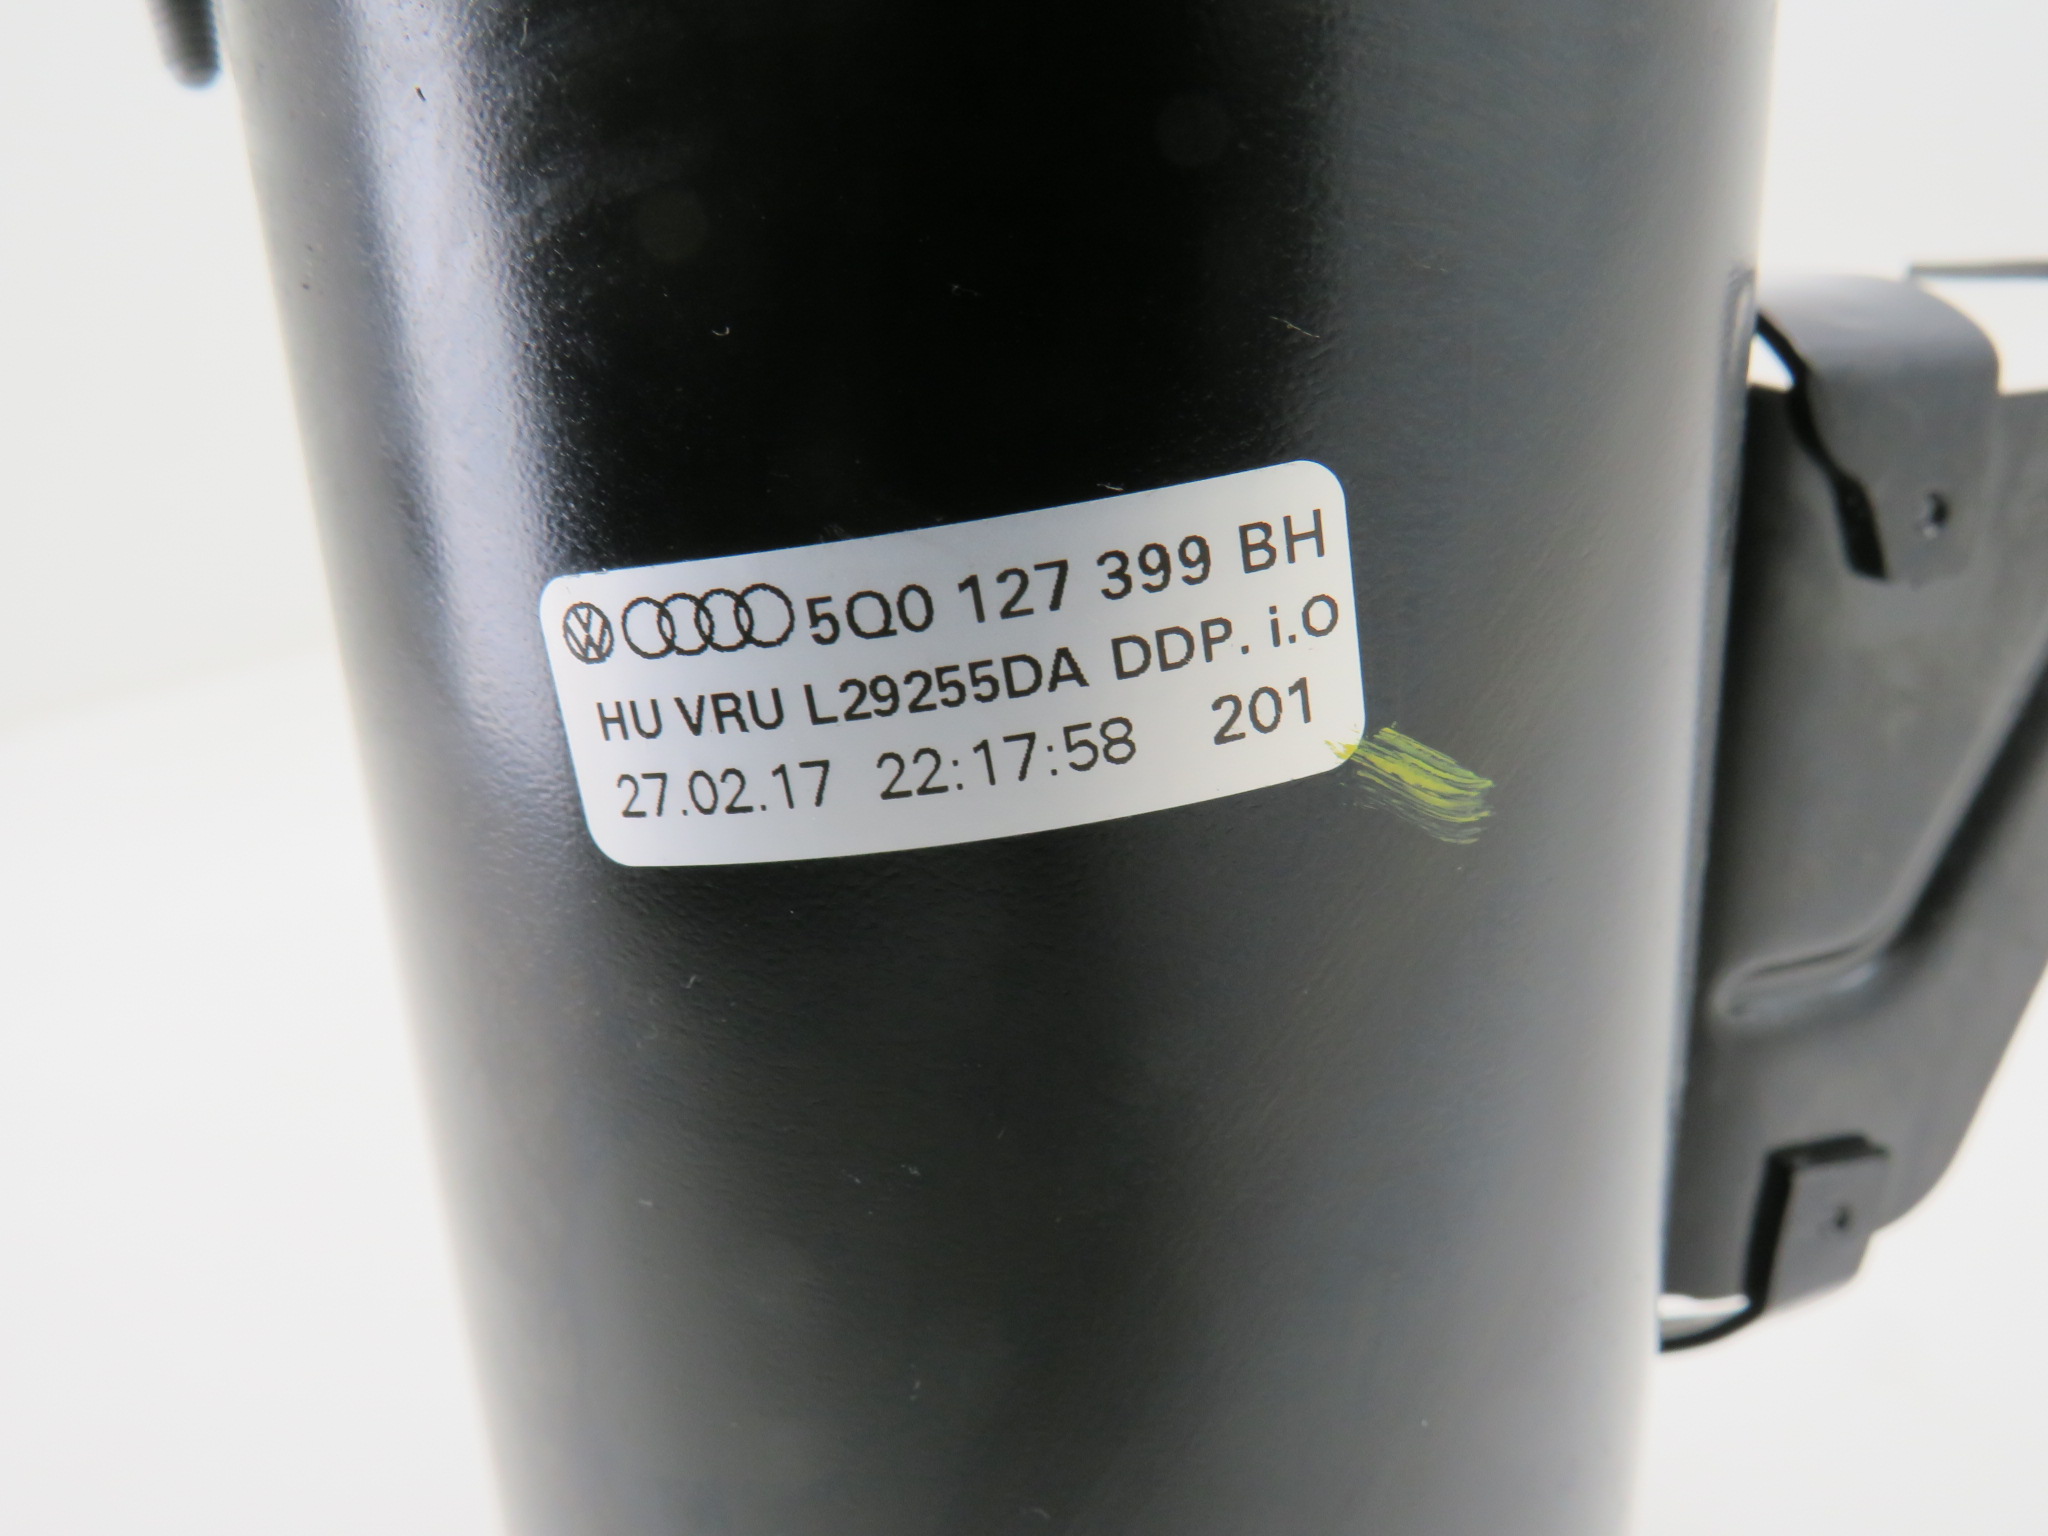 5Q0 127 399 BH
HU VRU L29255DA DDP. i.O
27.02.17 22:17:58 201